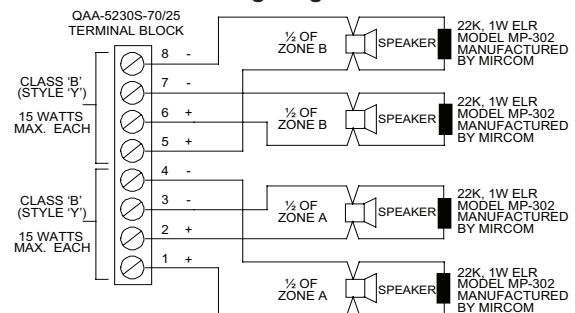 QAA-5230S-70/25
TERMINAL BLOCK
8 -
7 -
6 +
5 +
4 -
3 -
2 +
1 +
CLASS 'B'
(STYLE 'Y')
15 WATTS
MAX. EACH
CLASS 'B'
(STYLE 'Y')
15 WATTS
MAX. EACH
½ OF
ZONE B
SPEAKER
22K, 1W ELR
MODEL MP-302
MANUFACTURED
BY MIRCOM
½ OF
ZONE B
SPEAKER
22K, 1W ELR
MODEL MP-302
MANUFACTURED
BY MIRCOM
½ OF
ZONE A
SPEAKER
22K, 1W ELR
MODEL MP-302
MANUFACTURED
BY MIRCOM
½ OF
ZONE A
SPEAKER
22K, 1W ELR
MODEL MP-302
MANUFACTURED
BY MIRCOM